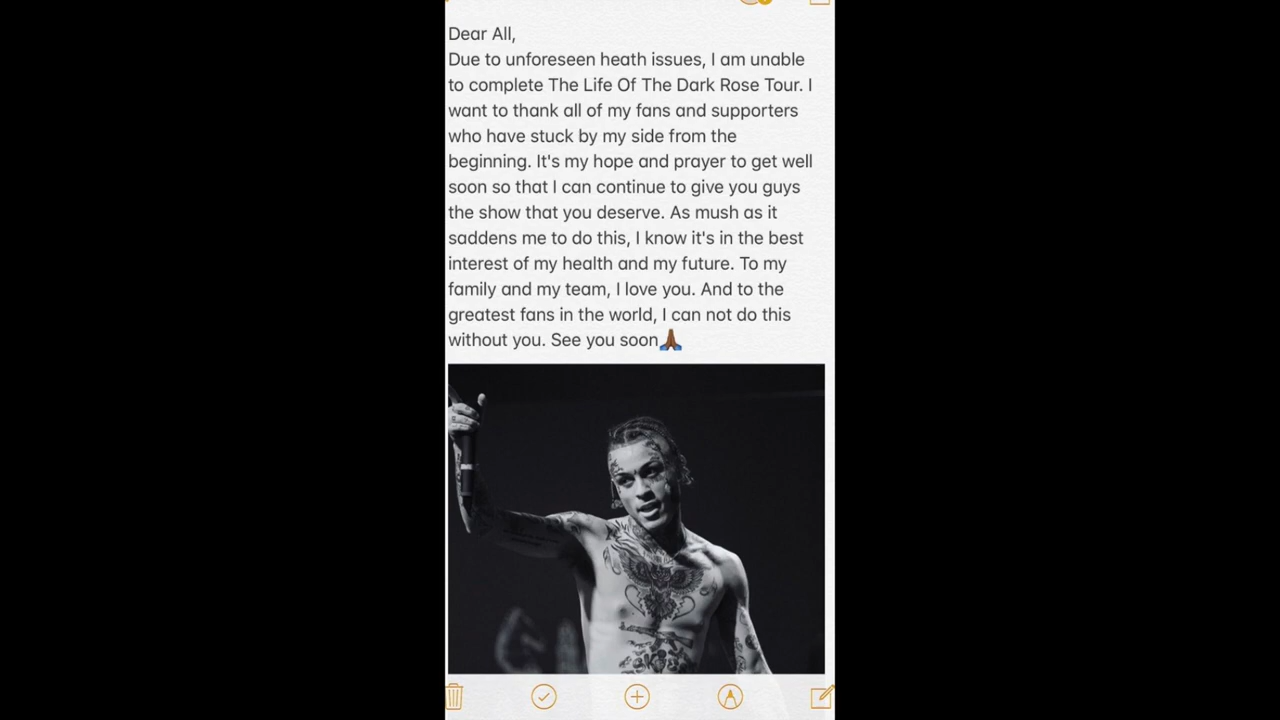 Dear All,
Due to unforeseen heath issues, I am unable
to complete The Life Of The Dark Rose Tour. I
want to thank all of my fans and supporters
who have stuck by my side from the
beginning. It's my hope and prayer to get well
soon so that I can continue to give you guys
the show that you deserve. As mush as it
saddens me to do this, I know it's in the best
interest of my health and my future. To my
family and my team, I love you. And to the
greatest fans in the world, I can not do this
without you. See you soon🙏🏾